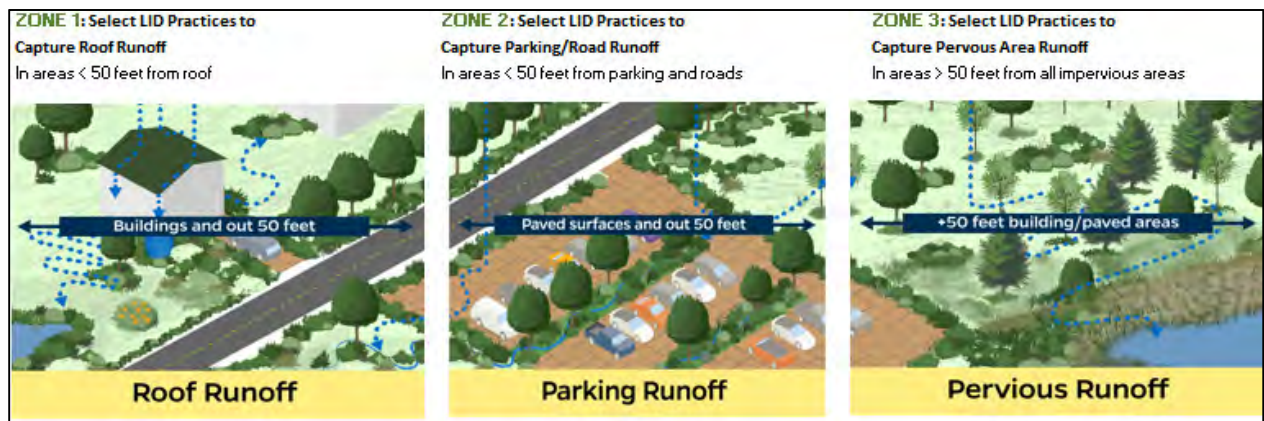 ZONE 1: Select LID Practices to
Capture Roof Runoff
In areas < 50 feet from roof
Buildings and out 50 feet
Roof Runoff
ZONE 2: Select LID Practices to
Capture Parking/Road Runoff
In areas < 50 feet from parking and roads
Paved surfaces and out 50 feet
Parking Runoff
ZONE 3: Select LID Practices to
Capture Pervous Area Runoff
In areas > 50 feet from all impervious areas
+50 feet building/paved areas
Pervious Runoff